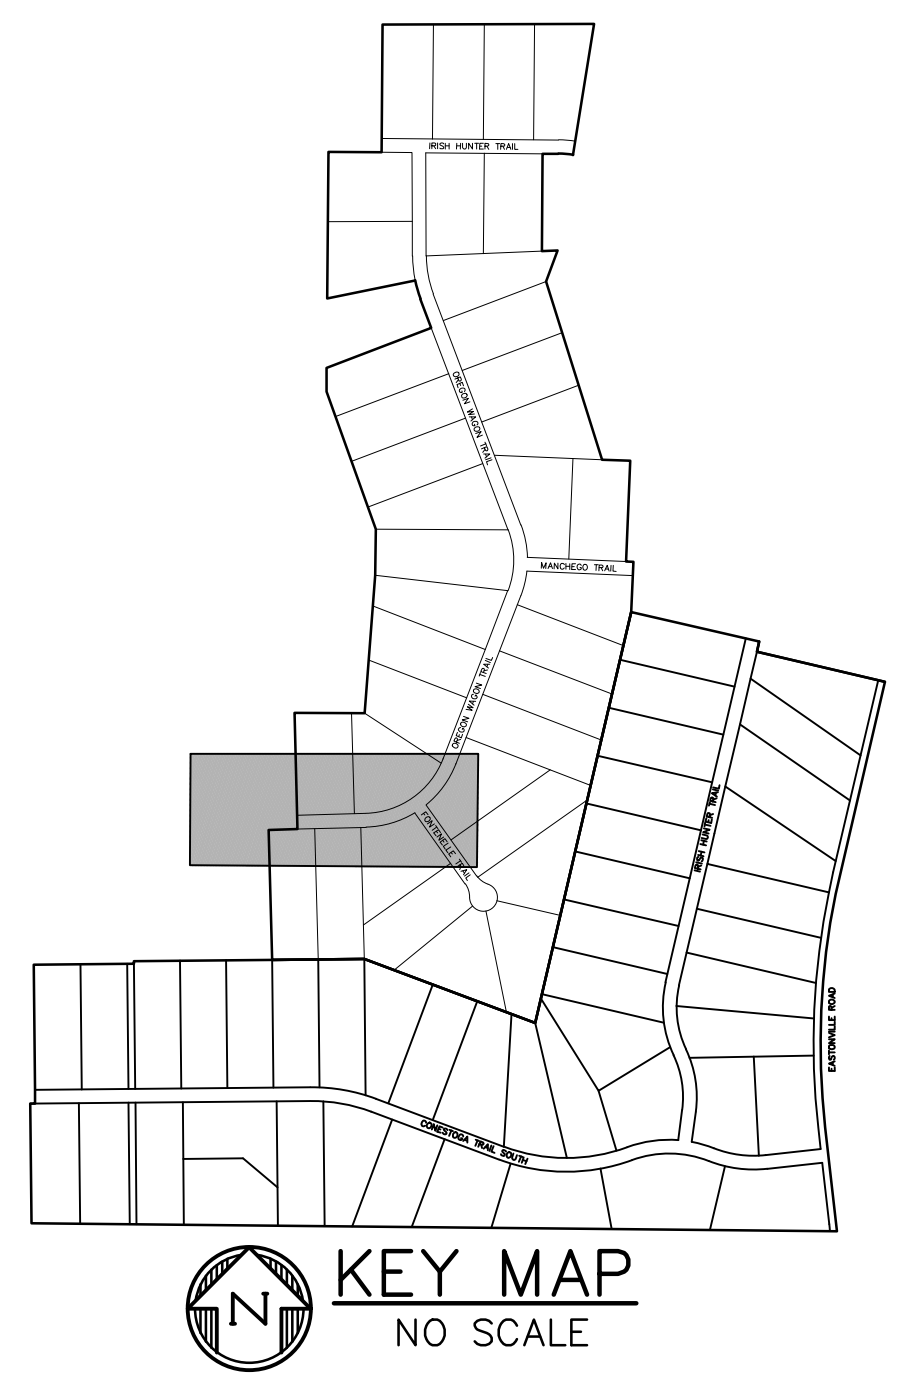 IRISH HUNTER TRAIL
OREGON WAGON TRAIL
MANCHEGO TRAIL
OREGON WAGON TRAIL
IRISH HUNTER TRAIL
FONTENELLE TRAIL
EASTONVILLE ROAD
CONESTOGA TRAIL SOUTH
N
KEY MAP
NO SCALE